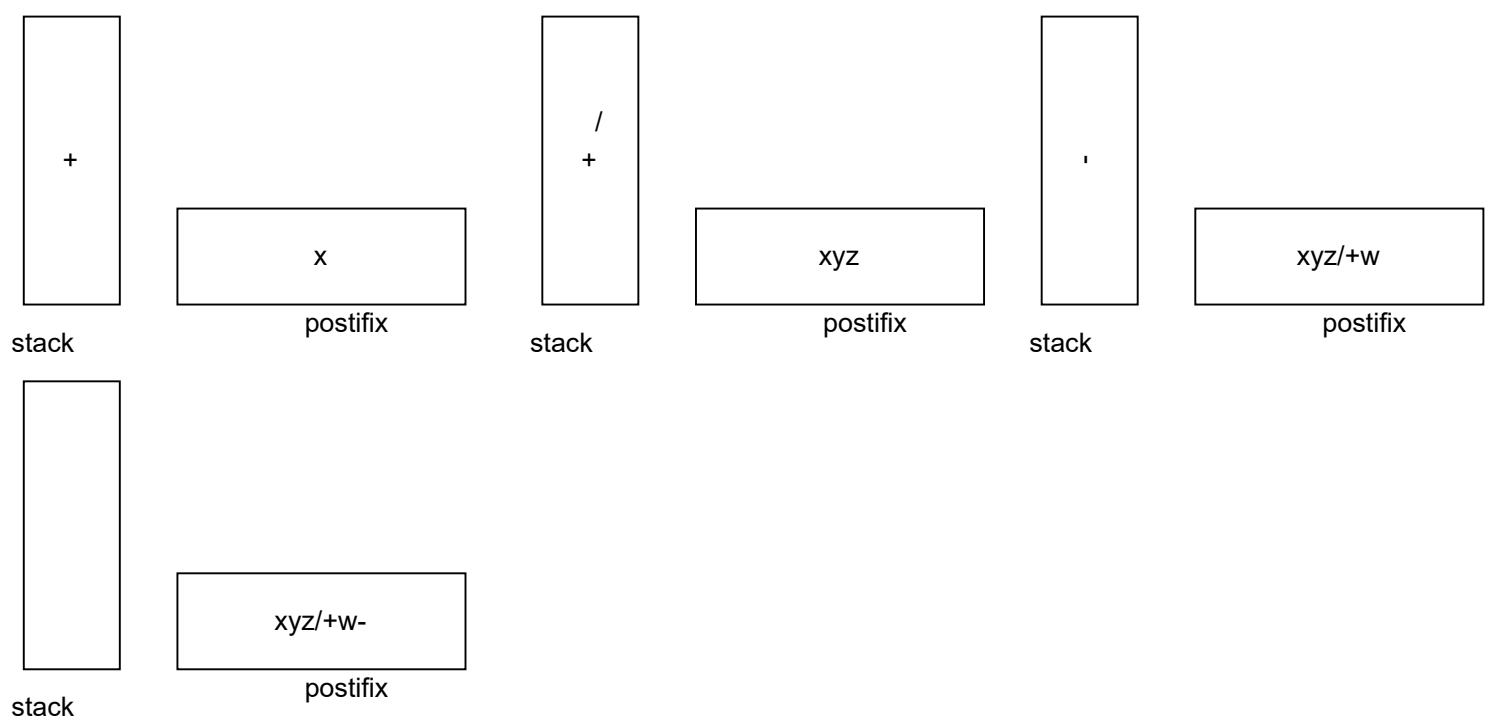 /
+
x
postifix
stack
/
+
xyz
postifix
stack
'
xyz/+w
postifix
stack
xyz/+w-
postifix
stack